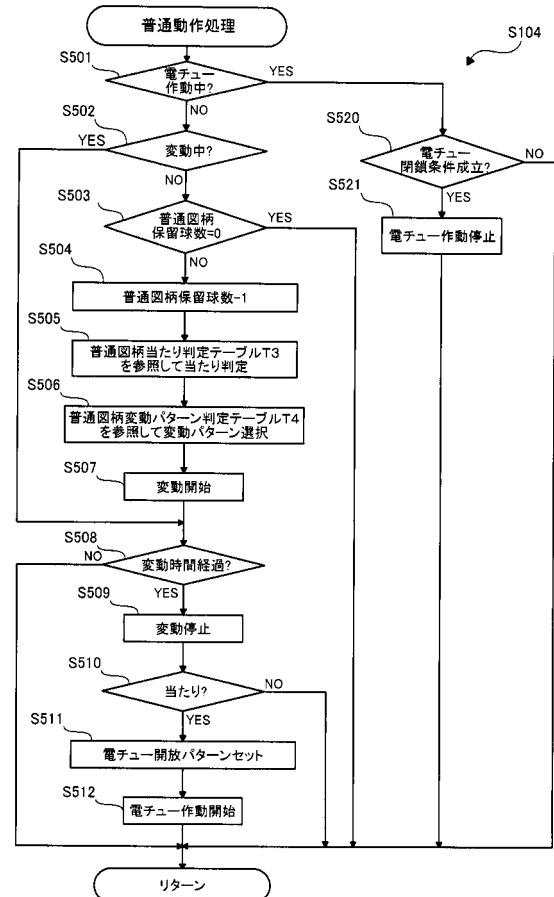 普通動作処理
S104
S501
電チュー
作動中?
YES
NO
S502
変動中?
YES
NO
S520
電チュー
閉鎖条件成立?
NO
YES
S521
電チュー作動停止
S503
普通図柄
保留球数=0
YES
NO
S504
普通図柄保留球数-1
S505
普通図柄当たり判定テーブルT3
を参照して当たり判定
S506
普通図柄変動パターン判定テーブルT4
を参照して変動パターン選択
S507
変動開始
S508
変動時間経過?
NO
YES
S509
変動停止
S510
当たり?
NO
YES
S511
電チュー開放パターンセット
S512
電チュー作動開始
リターン